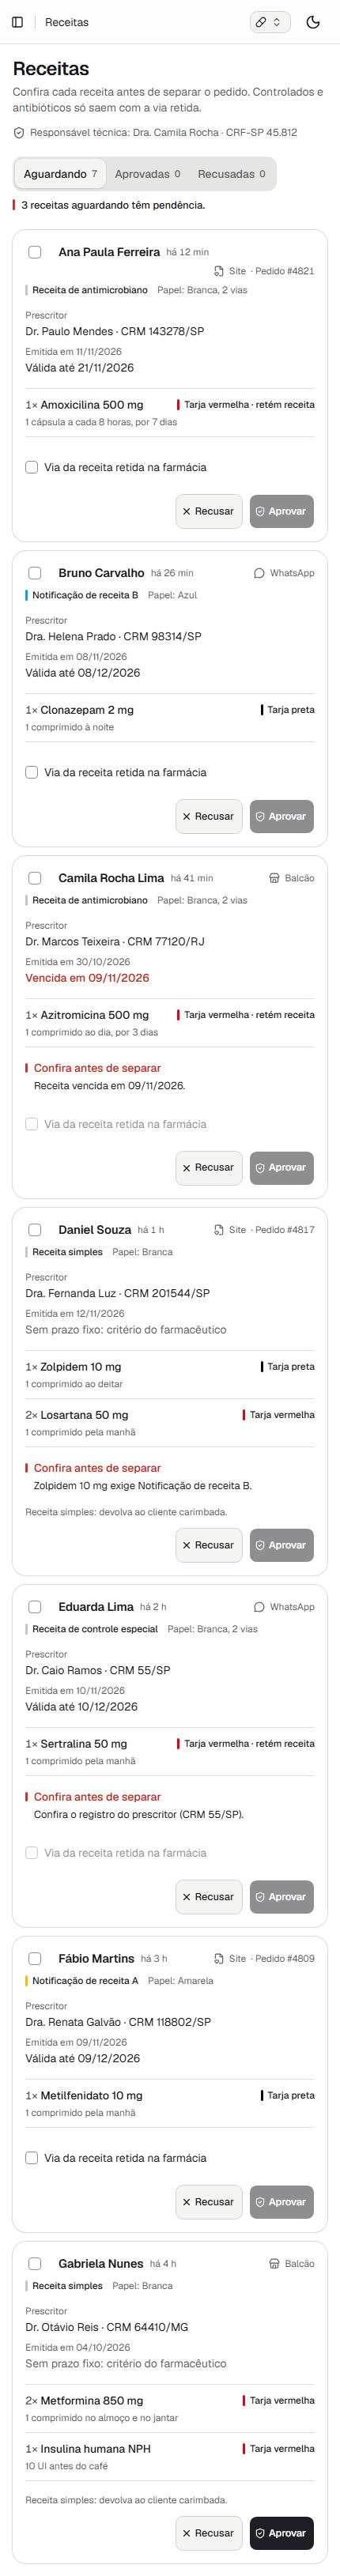 Receitas
Receitas
Confira cada receita antes de separar o pedido. Controlados e
antibióticos só saem com a via retida.
Responsável técnica: Dra. Camila Rocha · CRF-SP 45.812
Aguardando 7 Aprovadas 0 Recusadas 0
3 receitas aguardando têm pendência.
Ana Paula Ferreira há 12 min
Site · Pedido #4821
Receita de antimicrobiano Papel: Branca, 2 vias
Prescritor
Dr. Paulo Mendes · CRM 143278/SP
Emitida em 11/11/2026
Válida até 21/11/2026
1× Amoxicilina 500 mg Tarja vermelha · retém receita
1 cápsula a cada 8 horas, por 7 dias
Via da receita retida na farmácia
Recusar Aprovar
Bruno Carvalho há 26 min WhatsApp
Notificação de receita B Papel: Azul
Prescritor
Dra. Helena Prado · CRM 98314/SP
Emitida em 08/11/2026
Válida até 08/12/2026
1× Clonazepam 2 mg Tarja preta
1 comprimido à noite
Via da receita retida na farmácia
Recusar Aprovar
Camila Rocha Lima há 41 min Balcão
Receita de antimicrobiano Papel: Branca, 2 vias
Prescritor
Dr. Marcos Teixeira · CRM 77120/RJ
Emitida em 30/10/2026
Vencida em 09/11/2026
1× Azitromicina 500 mg Tarja vermelha · retém receita
1 comprimido ao dia, por 3 dias
Confira antes de separar
Receita vencida em 09/11/2026.
Via da receita retida na farmácia
Recusar Aprovar
Daniel Souza há 1 h Site · Pedido #4817
Receita simples Papel: Branca
Prescritor
Dra. Fernanda Luz · CRM 201544/SP
Emitida em 12/11/2026
Sem prazo fixo: critério do farmacêutico
1× Zolpidem 10 mg Tarja preta
1 comprimido ao deitar
2× Losartana 50 mg Tarja vermelha
1 comprimido pela manhã
Confira antes de separar
Zolpidem 10 mg exige Notificação de receita B.
Receita simples: devolva ao cliente carimbada.
Recusar Aprovar
Eduarda Lima há 2 h WhatsApp
Receita de controle especial Papel: Branca, 2 vias
Prescritor
Dr. Caio Ramos · CRM 55/SP
Emitida em 10/11/2026
Válida até 10/12/2026
1× Sertralina 50 mg Tarja vermelha · retém receita
1 comprimido pela manhã
Confira antes de separar
Confira o registro do prescritor (CRM 55/SP).
Via da receita retida na farmácia
Recusar Aprovar
Fábio Martins há 3 h Site · Pedido #4809
Notificação de receita A Papel: Amarela
Prescritor
Dra. Renata Galvão · CRM 118802/SP
Emitida em 09/11/2026
Válida até 09/12/2026
1× Metilfenidato 10 mg Tarja preta
1 comprimido pela manhã
Via da receita retida na farmácia
Recusar Aprovar
Gabriela Nunes há 4 h Balcão
Receita simples Papel: Branca
Prescritor
Dr. Otávio Reis · CRM 64410/MG
Emitida em 04/10/2026
Sem prazo fixo: critério do farmacêutico
2× Metformina 850 mg Tarja vermelha
1 comprimido no almoço e no jantar
1× Insulina humana NPH Tarja vermelha
10 UI antes do café
Receita simples: devolva ao cliente carimbada.
Recusar Aprovar